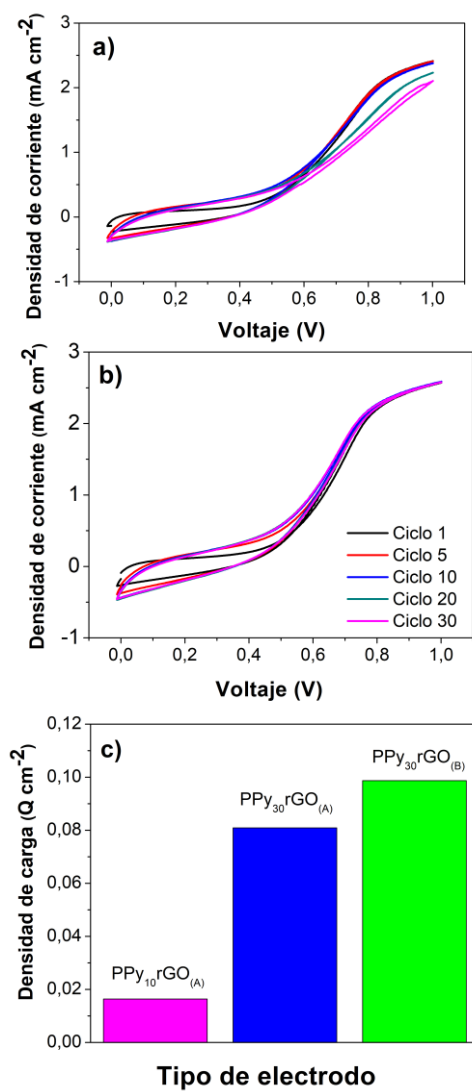 a)
Densidad de corriente (mA cm-2)
3
2
1
0
-1
0,0 0,2 0,4 0,6 0,8 1,0
Voltaje (V)
b)
Densidad de corriente (mA cm-2)
3
2
1
0
-1
Ciclo 1
Ciclo 5
Ciclo 10
Ciclo 20
Ciclo 30
0,0 0,2 0,4 0,6 0,8 1,0
Voltaje (V)
c)
Densidad de carga (Q cm-2)
0,12
0,10
0,08
0,06
0,04
0,02
0,00
PPy30rGO(B)
PPy30rGO(A)
PPy10rGO(A)
Tipo de electrodo